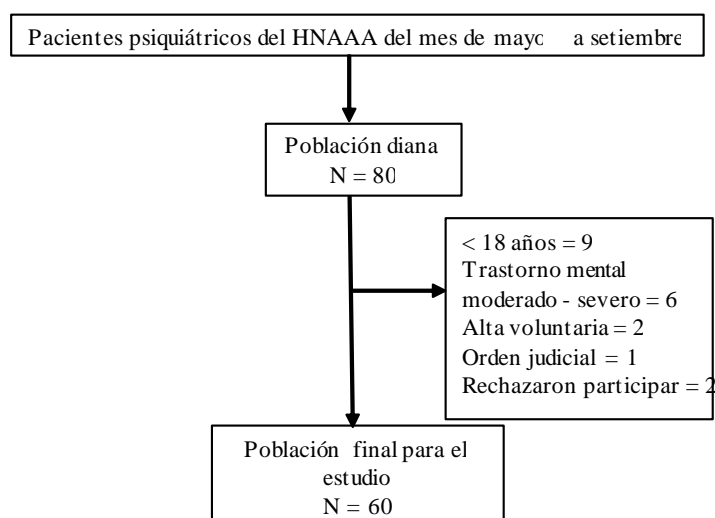 Pacientes psiquiátricos del HNAAA del mes de mayo a setiembre
Población diana
N = 80
< 18 años = 9
Trastorno mental
moderado - severo = 6
Alta voluntaria = 2
Orden judicial = 1
Rechazaron participar = 2
Población final para el
estudio
N = 60